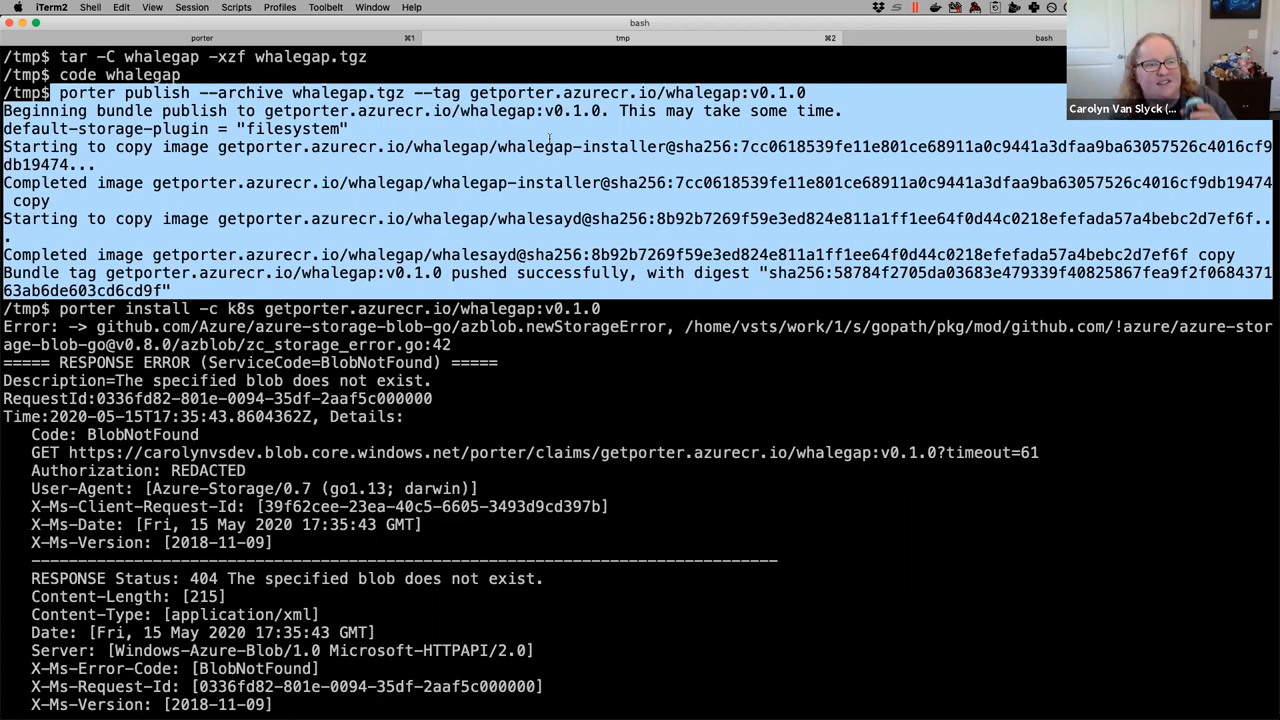 iTerm2 Shell Edit View Session Scripts Profiles Toolbelt Window Help
bash
porter ⌘1 tmp ⌘2 bash
/tmp$ tar -C whalegap -xzf whalegap.tgz
/tmp$ code whalegap
/tmp$ porter publish --archive whalegap.tgz --tag getporter.azurecr.io/whalegap:v0.1.0
Beginning bundle publish to getporter.azurecr.io/whalegap:v0.1.0. This may take some time.
default-storage-plugin = "filesystem"
Starting to copy image getporter.azurecr.io/whalegap/whalegap-installer@sha256:7cc0618539fe11e801ce68911a0c9441a3dfaa9ba63057526c4016cf9
db19474...
Completed image getporter.azurecr.io/whalegap/whalegap-installer@sha256:7cc0618539fe11e801ce68911a0c9441a3dfaa9ba63057526c4016cf9db19474
copy
Starting to copy image getporter.azurecr.io/whalegap/whalesayd@sha256:8b92b7269f59e3ed824e811a1ff1ee64f0d44c0218efefada57a4bebc2d7ef6f..
.
Completed image getporter.azurecr.io/whalegap/whalesayd@sha256:8b92b7269f59e3ed824e811a1ff1ee64f0d44c0218efefada57a4bebc2d7ef6f copy
Bundle tag getporter.azurecr.io/whalegap:v0.1.0 pushed successfully, with digest "sha256:58784f2705da03683e479339f40825867fea9f2f0684371
63ab6de603cd6cd9f"
/tmp$ porter install -c k8s getporter.azurecr.io/whalegap:v0.1.0
Error: -> github.com/Azure/azure-storage-blob-go/azblob.newStorageError, /home/vsts/work/1/s/gopath/pkg/mod/github.com/!azure/azure-stor
age-blob-go@v0.8.0/azblob/zc_storage_error.go:42
===== RESPONSE ERROR (ServiceCode=BlobNotFound) =====
Description=The specified blob does not exist.
RequestId:0336fd82-801e-0094-35df-2aaf5c000000
Time:2020-05-15T17:35:43.8604362Z, Details:
Code: BlobNotFound
GET https://carolynvsdev.blob.core.windows.net/porter/claims/getporter.azurecr.io/whalegap:v0.1.0?timeout=61
Authorization: REDACTED
User-Agent: [Azure-Storage/0.7 (go1.13; darwin)]
X-Ms-Client-Request-Id: [39f62cee-23ea-40c5-6605-3493d9cd397b]
X-Ms-Date: [Fri, 15 May 2020 17:35:43 GMT]
X-Ms-Version: [2018-11-09]
--------------------------------------------------------------------------------
RESPONSE Status: 404 The specified blob does not exist.
Content-Length: [215]
Content-Type: [application/xml]
Date: [Fri, 15 May 2020 17:35:43 GMT]
Server: [Windows-Azure-Blob/1.0 Microsoft-HTTPAPI/2.0]
X-Ms-Error-Code: [BlobNotFound]
X-Ms-Request-Id: [0336fd82-801e-0094-35df-2aaf5c000000]
X-Ms-Version: [2018-11-09]
Carolyn Van Slyck (...